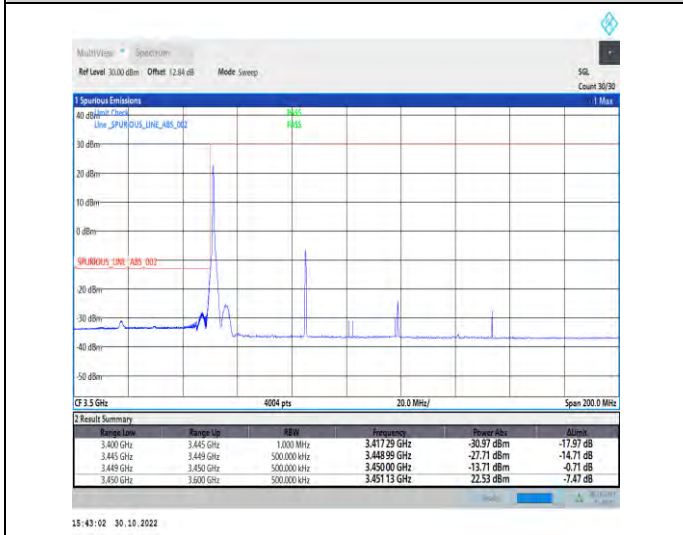 MultiView Spectrum
Ref Level 30.00 dBm Offset 12.84 dB Mode Sweep SGL
Count 30/30
1 Spurious Emissions 1 Max
40 dBm Limit Check PASS
Line _SPURIOUS_LINE_ABS_002 PASS
30 dBm
20 dBm
10 dBm
0 dBm
SPURIOUS_LINE_ABS_002
-20 dBm
-30 dBm
-40 dBm
-50 dBm
CF 3.5 GHz 4004 pts 20.0 MHz/ Span 200.0 MHz
2 Result Summary
Range Low Range Up RBW Frequency Power Abs ΔLimit
3.400 GHz 3.445 GHz 1.000 MHz 3.417 29 GHz -30.97 dBm -17.97 dB
3.445 GHz 3.449 GHz 500.000 kHz 3.448 99 GHz -27.71 dBm -14.71 dB
3.449 GHz 3.450 GHz 500.000 kHz 3.450 00 GHz -13.71 dBm -0.71 dB
3.450 GHz 3.600 GHz 500.000 kHz 3.451 13 GHz 22.53 dBm -7.47 dB
15:43:02 30.10.2022